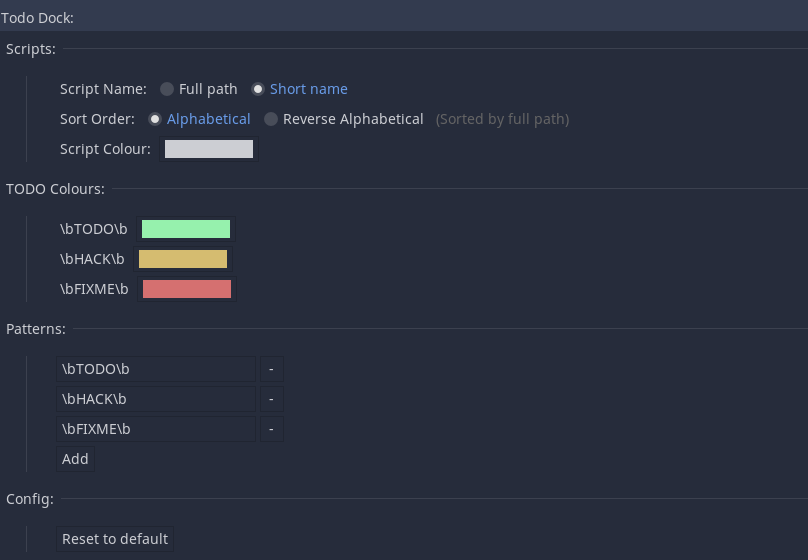 Todo Dock:
Scripts:
Script Name: Full path Short name
Sort Order: Alphabetical Reverse Alphabetical (Sorted by full path)
Script Colour:
TODO Colours:
\bTODO\b
\bHACK\b
\bFIXME\b
Patterns:
\bTODO\b -
\bHACK\b -
\bFIXME\b -
Add
Config:
Reset to default